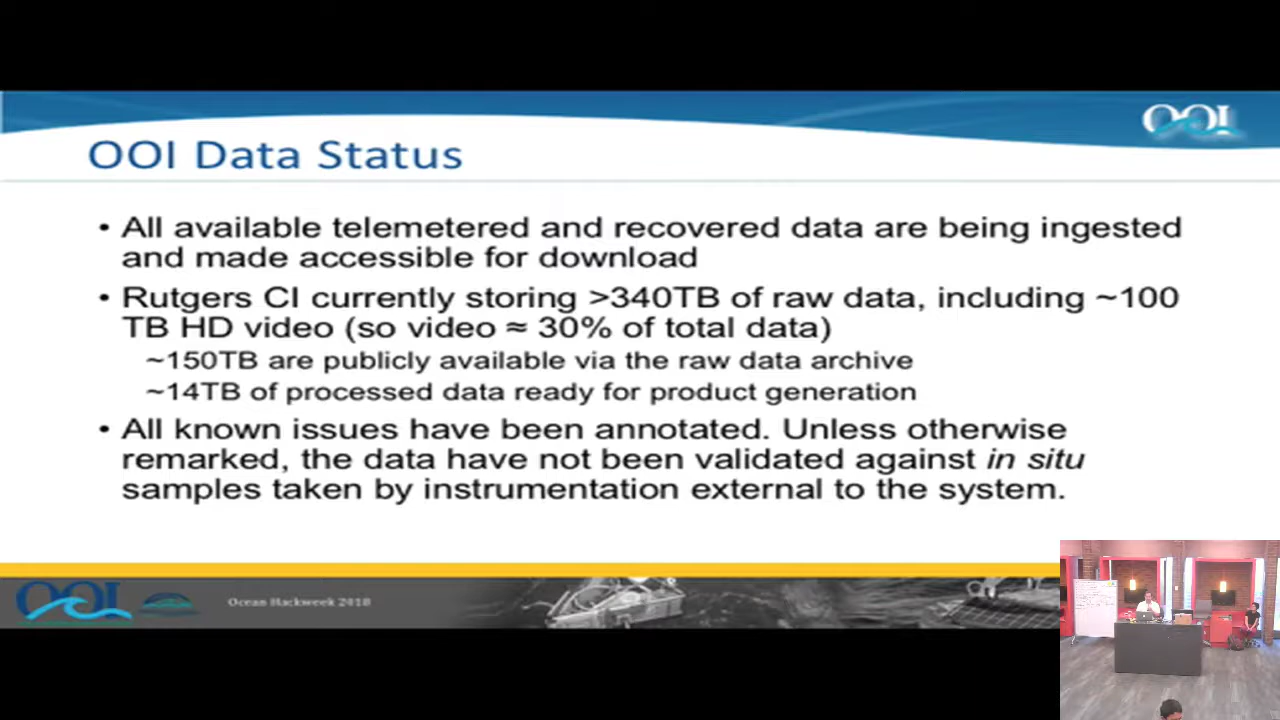 OOI
OOI Data Status
• All available telemetered and recovered data are being ingested
and made accessible for download
• Rutgers CI currently storing >340TB of raw data, including ~100
TB HD video (so video ≈ 30% of total data)
~150TB are publicly available via the raw data archive
~14TB of processed data ready for product generation
• All known issues have been annotated. Unless otherwise
remarked, the data have not been validated against in situ
samples taken by instrumentation external to the system.
OOI
Ocean Hackweek 2018